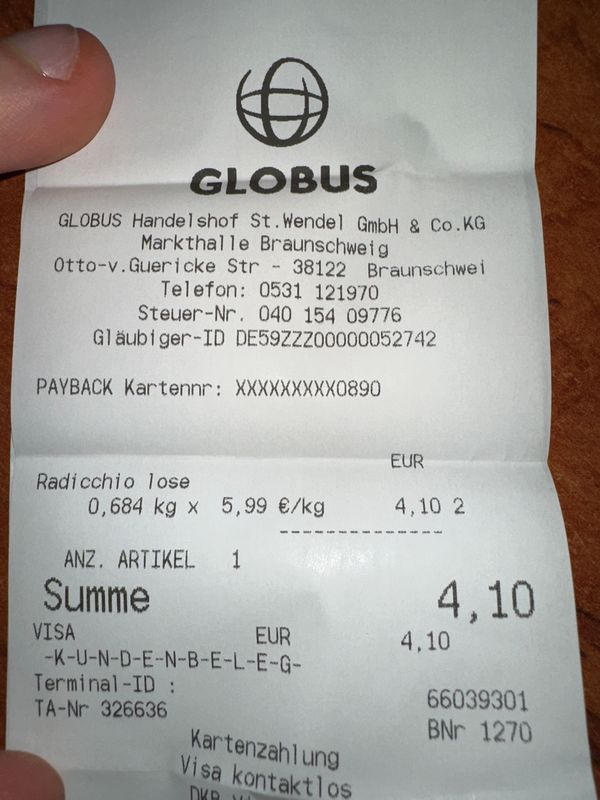 GLOBUS
GLOBUS Handelshof St.Wendel GmbH & Co.KG
Markthalle Braunschweig
Otto-v.Guericke Str - 38122 Braunschwei
Telefon: 0531 121970
Steuer-Nr. 040 154 09776
Gläubiger-ID DE59ZZZ00000052742
PAYBACK Kartennr: XXXXXXXXX0890
EUR
Radicchio lose
0,684 kg x 5,99 €/kg 4,10 2
---------------
ANZ. ARTIKEL 1
Summe 4,10
VISA EUR 4,10
-K-U-N-D-E-N-B-E-L-E-G-
Terminal-ID : 66039301
TA-Nr 326636 BNr 1270
Kartenzahlung
Visa kontaktlos
DKB